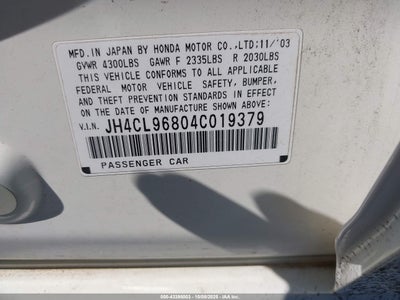 MFD.IN JAPAN BY HONDA MOTOR CO.,LTD;11/'03
GVWR 4300LBS GAWR F 2335LBS R 2030LBS
THIS VEHICLE CONFORMS TO ALL APPLICABLE
FEDERAL MOTOR VEHICLE SAFETY, BUMPER,
AND THEFT PREVENTION STANDARDS IN EFFECT
ON THE DATE OF MANUFACTURE SHOWN ABOVE.
V.I.N. JH4CL96804C019379
PASSENGER CAR